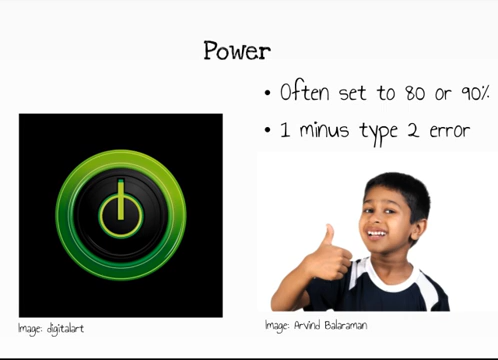 Power
• Often set to 80 or 90%
• 1 minus type 2 error
Image: digitalart
Image: Arvind Balaraman